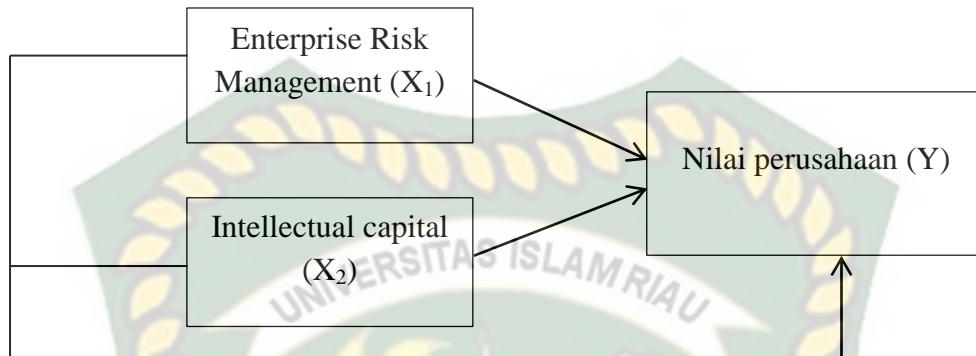 Enterprise Risk
Management (X₁)
Nilai perusahaan (Y)
Intellectual capital
(X₂)
UNIVERSITAS ISLAM RIAU